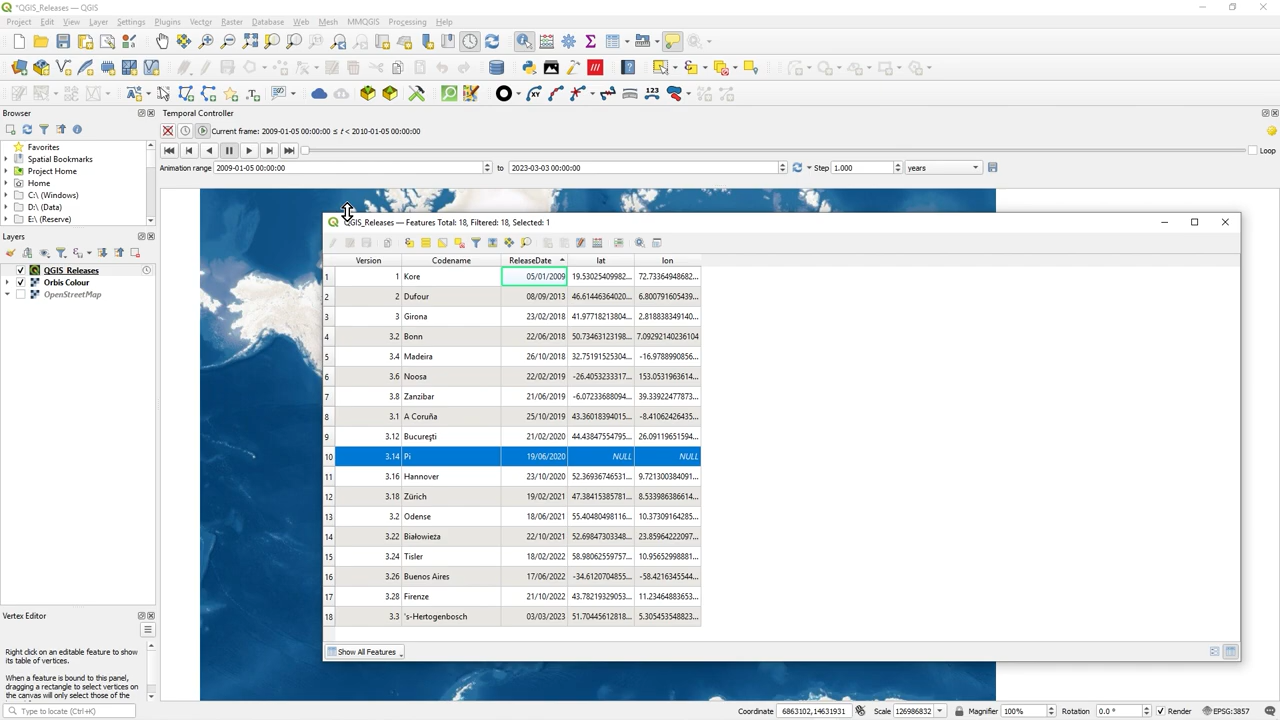 *QGIS_Releases — QGIS
Project Edit View Layer Settings Plugins Vector Raster Database Web Mesh MMQGIS Processing Help
Browser
Favorites
Spatial Bookmarks
Project Home
Home
C:\ (Windows)
D:\ (Data)
E:\ (Reserve)
Layers
QGIS_Releases
Orbis Colour
OpenStreetMap
Vertex Editor
Right click on an editable feature to show
its table of vertices.
When a feature is bound to this panel,
dragging a rectangle to select vertices on
the canvas will only select those of the
Temporal Controller
Current frame: 2009-01-05 00:00:00 ≤ t < 2010-01-05 00:00:00
Loop
Animation range 2009-01-05 00:00:00 to 2023-03-03 00:00:00 Step 1.000 years
QGIS_Releases — Features Total: 18, Filtered: 18, Selected: 1
Version Codename ReleaseDate lat lon
1 1 Kore 05/01/2009 19.53025409982... 72.73364948682...
2 2 Dufour 08/09/2013 46.61446364020... 6.800791605439...
3 3 Girona 23/02/2018 41.97718213804... 2.818838349140...
4 3.2 Bonn 22/06/2018 50.73463123198... 7.09292140236104
5 3.4 Madeira 26/10/2018 32.75191525304... -16.9788990856...
6 3.6 Noosa 22/02/2019 -26.4053233317... 153.0531963614...
7 3.8 Zanzibar 21/06/2019 -6.07233688094... 39.33922477873...
8 3.1 A Coruña 25/10/2019 43.36018394015... -8.41062426435...
9 3.12 București 21/02/2020 44.43847554795... 26.09119651594...
10 3.14 Pi 19/06/2020 NULL NULL
11 3.16 Hannover 23/10/2020 52.36936746531... 9.721300384091...
12 3.18 Zürich 19/02/2021 47.38415385781... 8.533986386614...
13 3.2 Odense 18/06/2021 55.40480498116... 10.37309164285...
14 3.22 Białowieża 22/10/2021 52.69847303348... 23.85964222097...
15 3.24 Tisler 18/02/2022 58.98062559757... 10.95652998881...
16 3.26 Buenos Aires 17/06/2022 -34.6120704855... -58.4216345544...
17 3.28 Firenze 21/10/2022 43.78219329053... 11.23464883653...
18 3.3 's-Hertogenbosch 03/03/2023 51.70445612818... 5.305453548823...
Show All Features
Type to locate (Ctrl+K)
Coordinate 6863102,14631931 Scale 126986832 Magnifier 100% Rotation 0.0 ° Render EPSG:3857